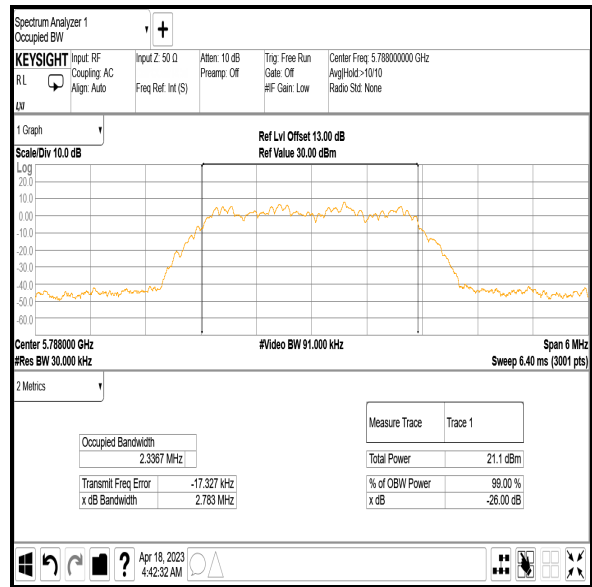 Spectrum Analyzer 1
Occupied BW
KEYSIGHT
RL
LXI
Input: RF
Coupling: AC
Align: Auto
Input Z: 50 Ω
Freq Ref: Int (S)
Atten: 10 dB
Preamp: Off
Trig: Free Run
Gate: Off
#IF Gain: Low
Center Freq: 5.788000000 GHz
Avg|Hold:>10/10
Radio Std: None
1 Graph
Ref Lvl Offset 13.00 dB
Scale/Div 10.0 dB
Ref Value 30.00 dBm
Log
20.0
10.0
0.00
-10.0
-20.0
-30.0
-40.0
-50.0
-60.0
Center 5.788000 GHz
#Video BW 91.000 kHz
Span 6 MHz
#Res BW 30.000 kHz
Sweep 6.40 ms (3001 pts)
2 Metrics
Measure Trace Trace 1
Occupied Bandwidth
2.3367 MHz
Total Power 21.1 dBm
Transmit Freq Error -17.327 kHz
% of OBW Power 99.00 %
x dB Bandwidth 2.783 MHz
x dB -26.00 dB
?
Apr 18, 2023
4:42:32 AM